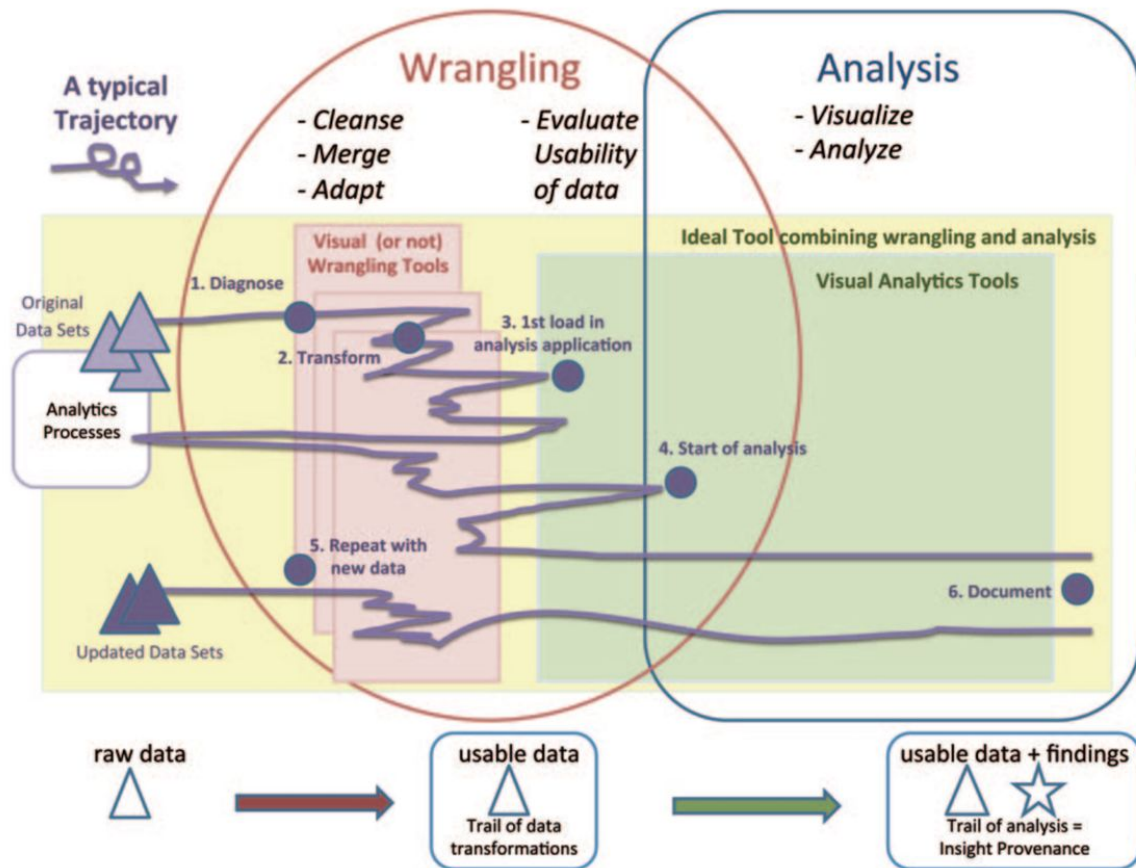 Wrangling
Analysis
A typical
Trajectory
- Cleanse
- Merge
- Adapt
- Evaluate
Usability
of data
- Visualize
- Analyze
Visual (or not)
Wrangling Tools
Ideal Tool combining wrangling and analysis
Visual Analytics Tools
1. Diagnose
Original
Data Sets
2. Transform
3. 1st load in
analysis application
Analytics
Processes
4. Start of analysis
5. Repeat with
new data
6. Document
Updated Data Sets
raw data
usable data
Trail of data
transformations
usable data + findings
Trail of analysis =
Insight Provenance